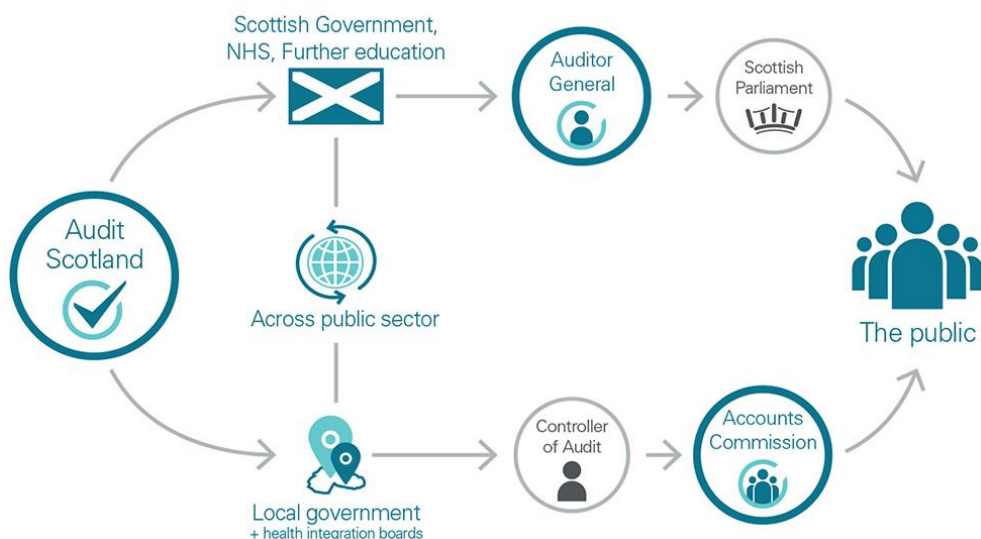 Scottish Government,
NHS, Further education
Auditor
General
Scottish
Parliament
Audit
Scotland
Across public sector
The public
Controller
of Audit
Accounts
Commission
Local government
+ health integration boards